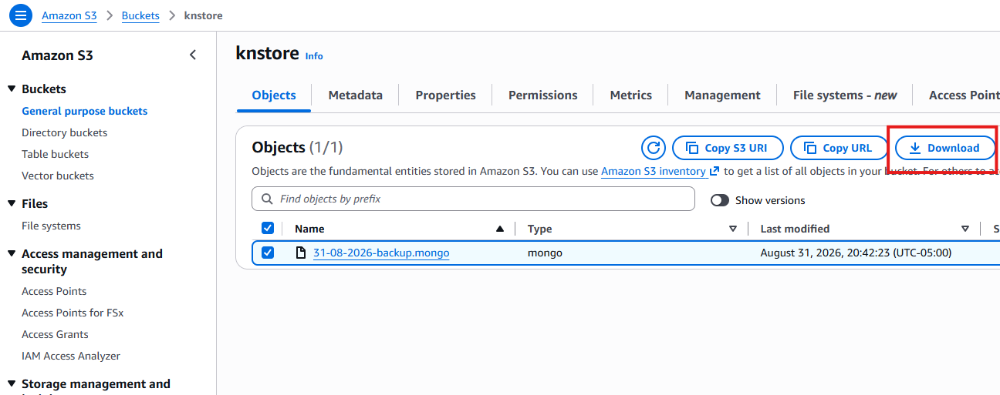 Amazon S3 > Buckets > knstore
Amazon S3
Buckets
General purpose buckets
Directory buckets
Table buckets
Vector buckets
Files
File systems
Access management and
security
Access Points
Access Points for FSx
Access Grants
IAM Access Analyzer
Storage management and
knstore Info
Objects Metadata Properties Permissions Metrics Management File systems - new Access Point
Objects (1/1) Copy S3 URI Copy URL Download
Objects are the fundamental entities stored in Amazon S3. You can use Amazon S3 inventory to get a list of all objects in your bucket. For others to
Find objects by prefix Show versions
Name Type Last modified S
31-08-2026-backup.mongo mongo August 31, 2026, 20:42:23 (UTC-05:00)